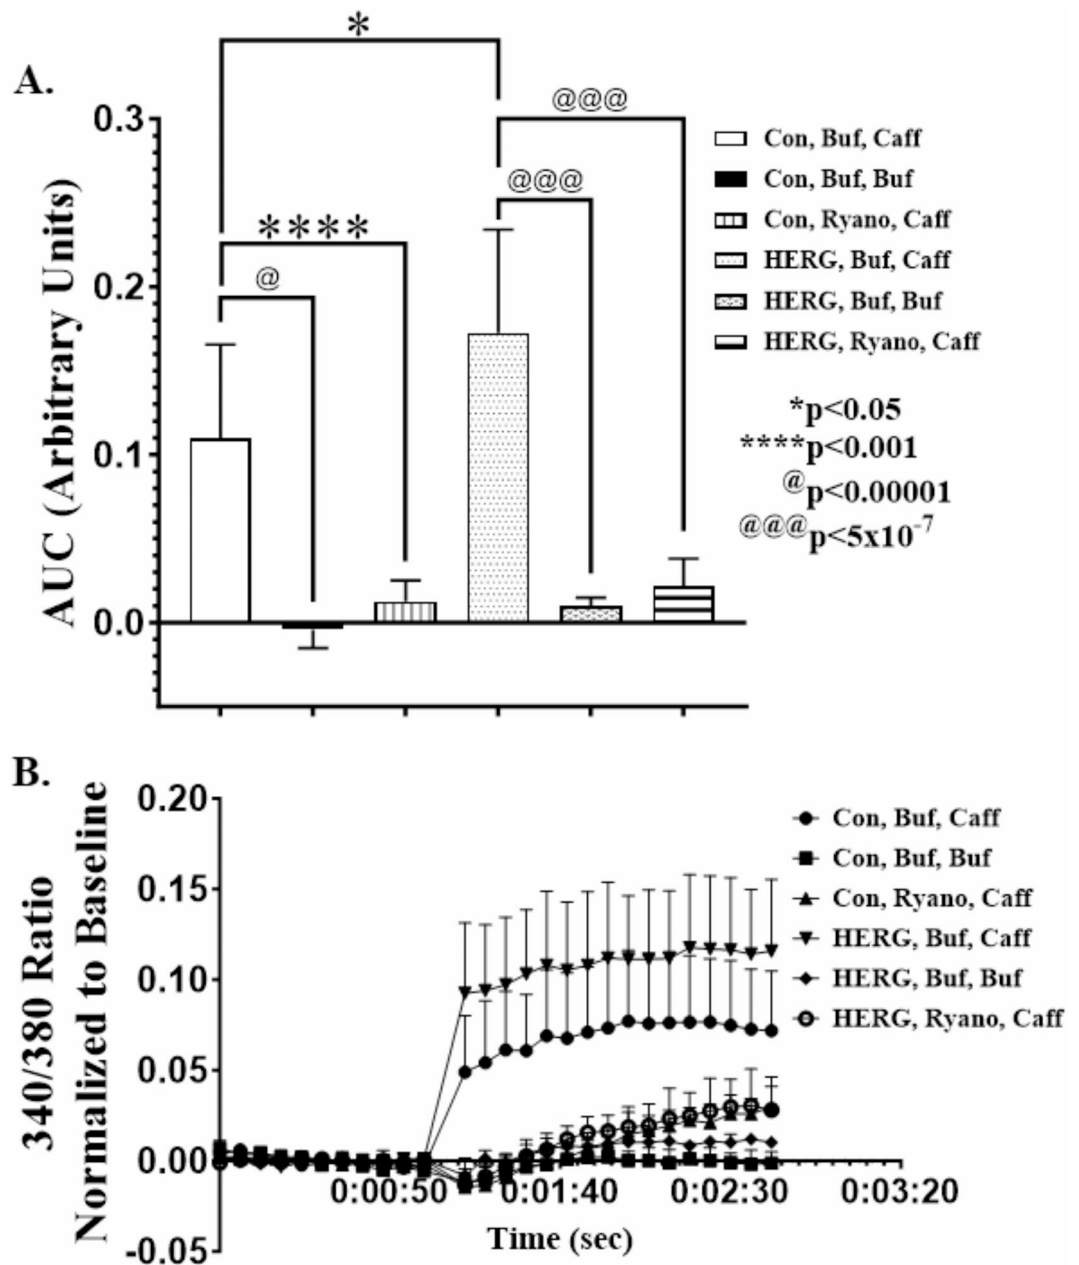 A.
*
@@@
@@@
****
@
0.3
0.2
0.1
0.0
AUC (Arbitrary Units)
Con, Buf, Caff
Con, Buf, Buf
Con, Ryano, Caff
HERG, Buf, Caff
HERG, Buf, Buf
HERG, Ryano, Caff
*p<0.05
****p<0.001
@p<0.00001
@@@p<5x10-7
B.
0.20
0.15
0.10
0.05
0.00
-0.05
340/380 Ratio
Normalized to Baseline
Con, Buf, Caff
Con, Buf, Buf
Con, Ryano, Caff
HERG, Buf, Caff
HERG, Buf, Buf
HERG, Ryano, Caff
0:00:50 0:01:40 0:02:30 0:03:20
Time (sec)